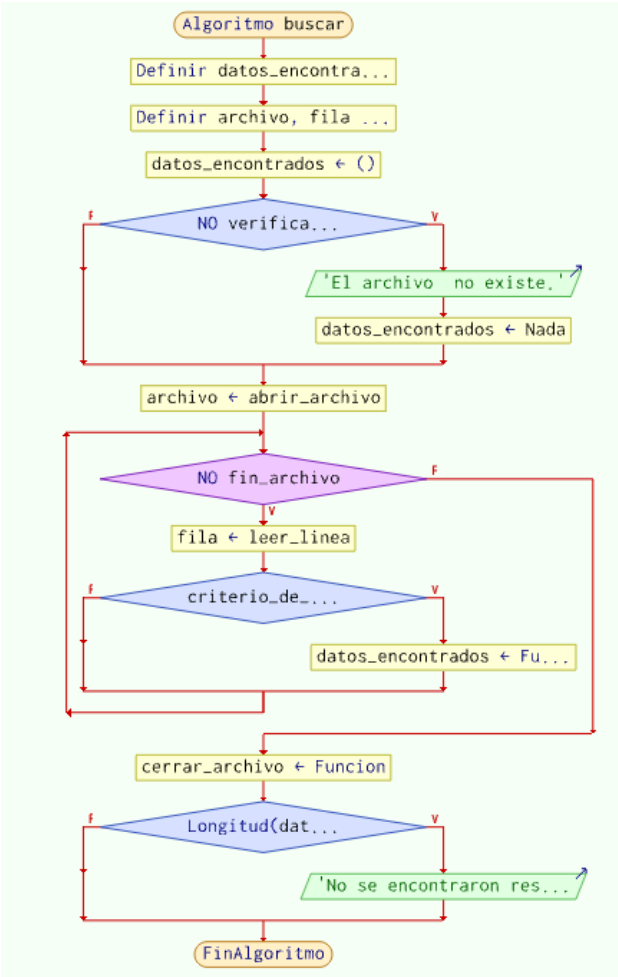 Algoritmo buscar
Definir datos_encontra...
Definir archivo, fila ...
datos_encontrados ← ()
F
NO verifica...
V
'El archivo  no existe.'
datos_encontrados ← Nada
archivo ← abrir_archivo
NO fin_archivo
F
V
fila ← leer_linea
F
criterio_de_...
V
datos_encontrados ← Fu...
cerrar_archivo ← Funcion
F
Longitud(dat...
V
'No se encontraron res...
FinAlgoritmo